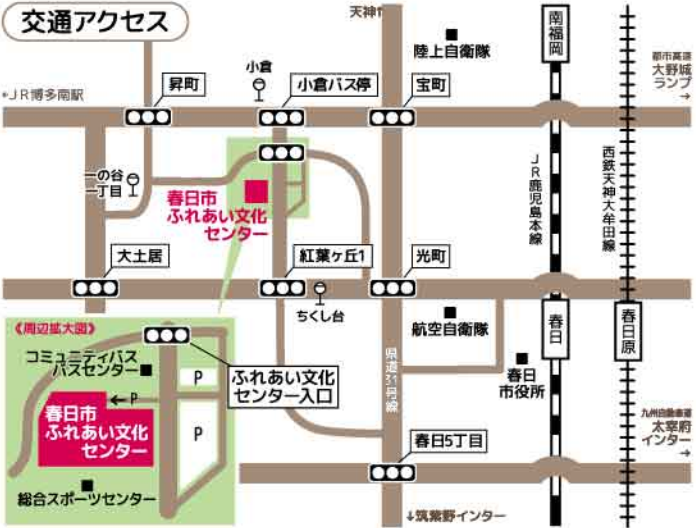 交通アクセス
天神
南福岡
陸上自衛隊
都市高速
大野城
ランプ
→
小倉
昇町
小倉バス停
宝町
←JR博多南駅
一の谷
一丁目
春日市
ふれあい文化
センター
JR鹿児島本線
西鉄天神大牟田線
大土居
紅葉ヶ丘1
光町
ちくし台
航空自衛隊
春日
春日原
《周辺拡大図》
コミュニティバス
バスセンター
P
ふれあい文化
センター入口
県道31号線
春日
市役所
←P
春日市
ふれあい文化
センター
P
九州自動車道
太宰府
インター
→
春日5丁目
総合スポーツセンター
↓筑紫野インター